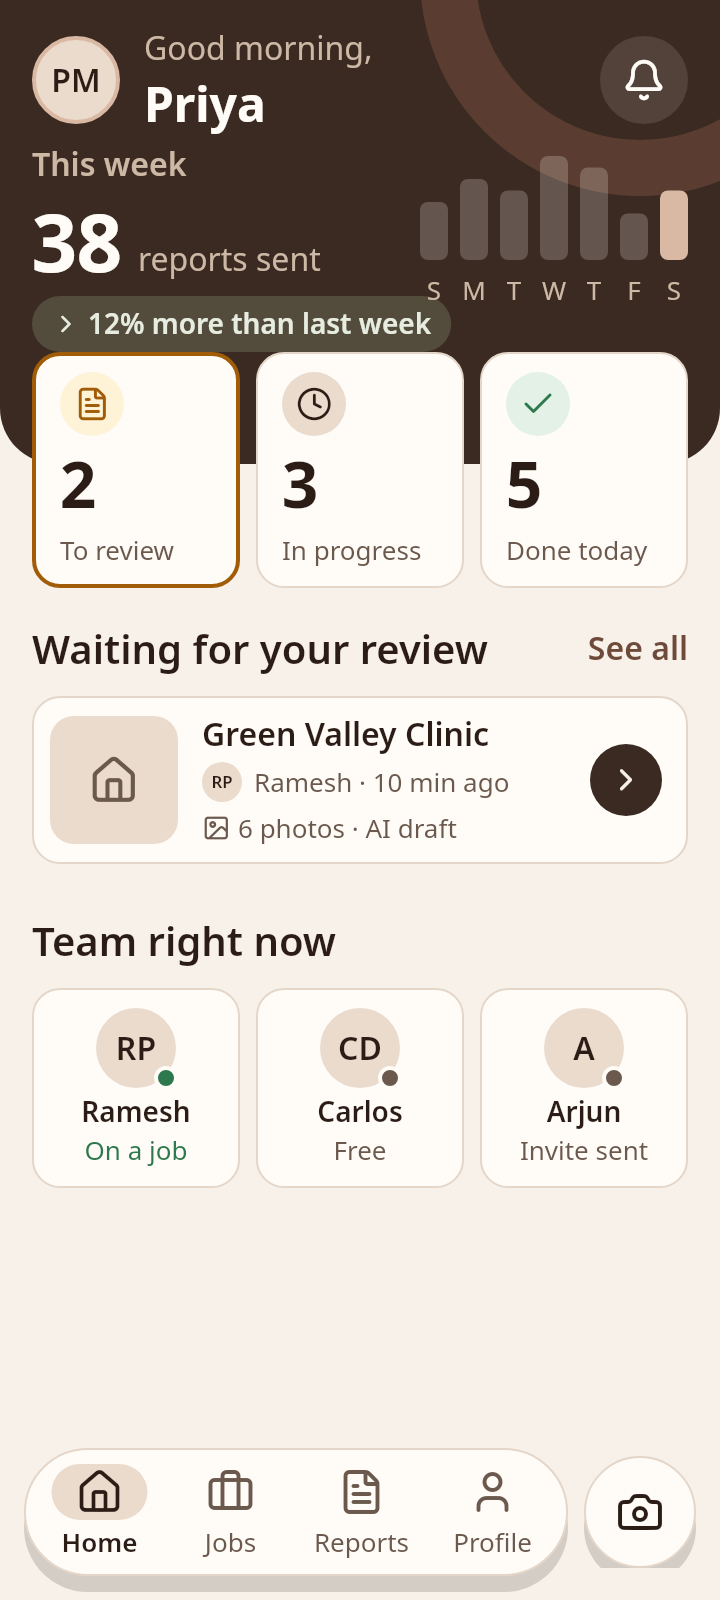 PM
Good morning,
Priya
This week
38 reports sent
S M T W T F S
12% more than last week
2
To review
3
In progress
5
Done today
Waiting for your review
See all
Green Valley Clinic
RP Ramesh · 10 min ago
6 photos · AI draft
Team right now
RP
Ramesh
On a job
CD
Carlos
Free
A
Arjun
Invite sent
Home
Jobs
Reports
Profile